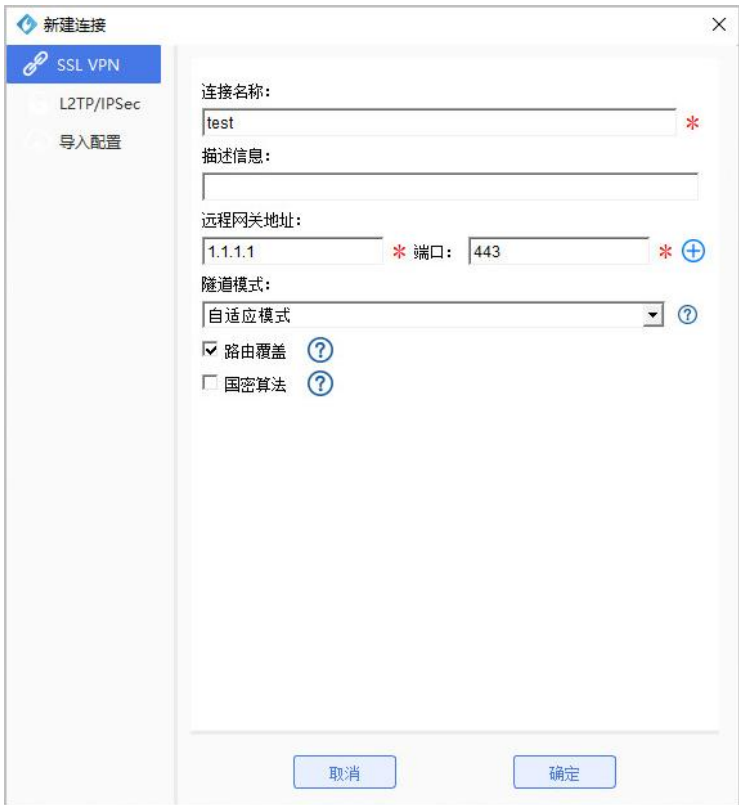 新建连接
SSL VPN
L2TP/IPSec
导入配置
连接名称：
test *
描述信息：
远程网关地址：
1.1.1.1 * 端口： 443 *
隧道模式：
自适应模式
路由覆盖
国密算法
取消 确定